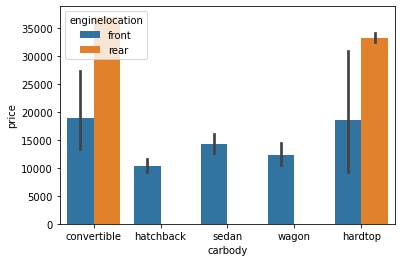 enginelocation
front
rear
35000
30000
25000
20000
15000
10000
5000
0
price
convertible hatchback sedan wagon hardtop
carbody